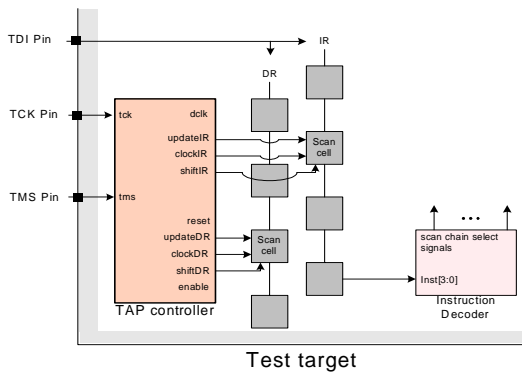 TDI Pin
IR
DR
TCK Pin
tck
dclk
updateIR
clockIR
shiftIR
Scan
cell
TMS Pin
tms
reset
updateDR
clockDR
shiftDR
enable
Scan
cell
TAP controller
...
scan chain select
signals
Inst[3:0]
Instruction
Decoder
Test target